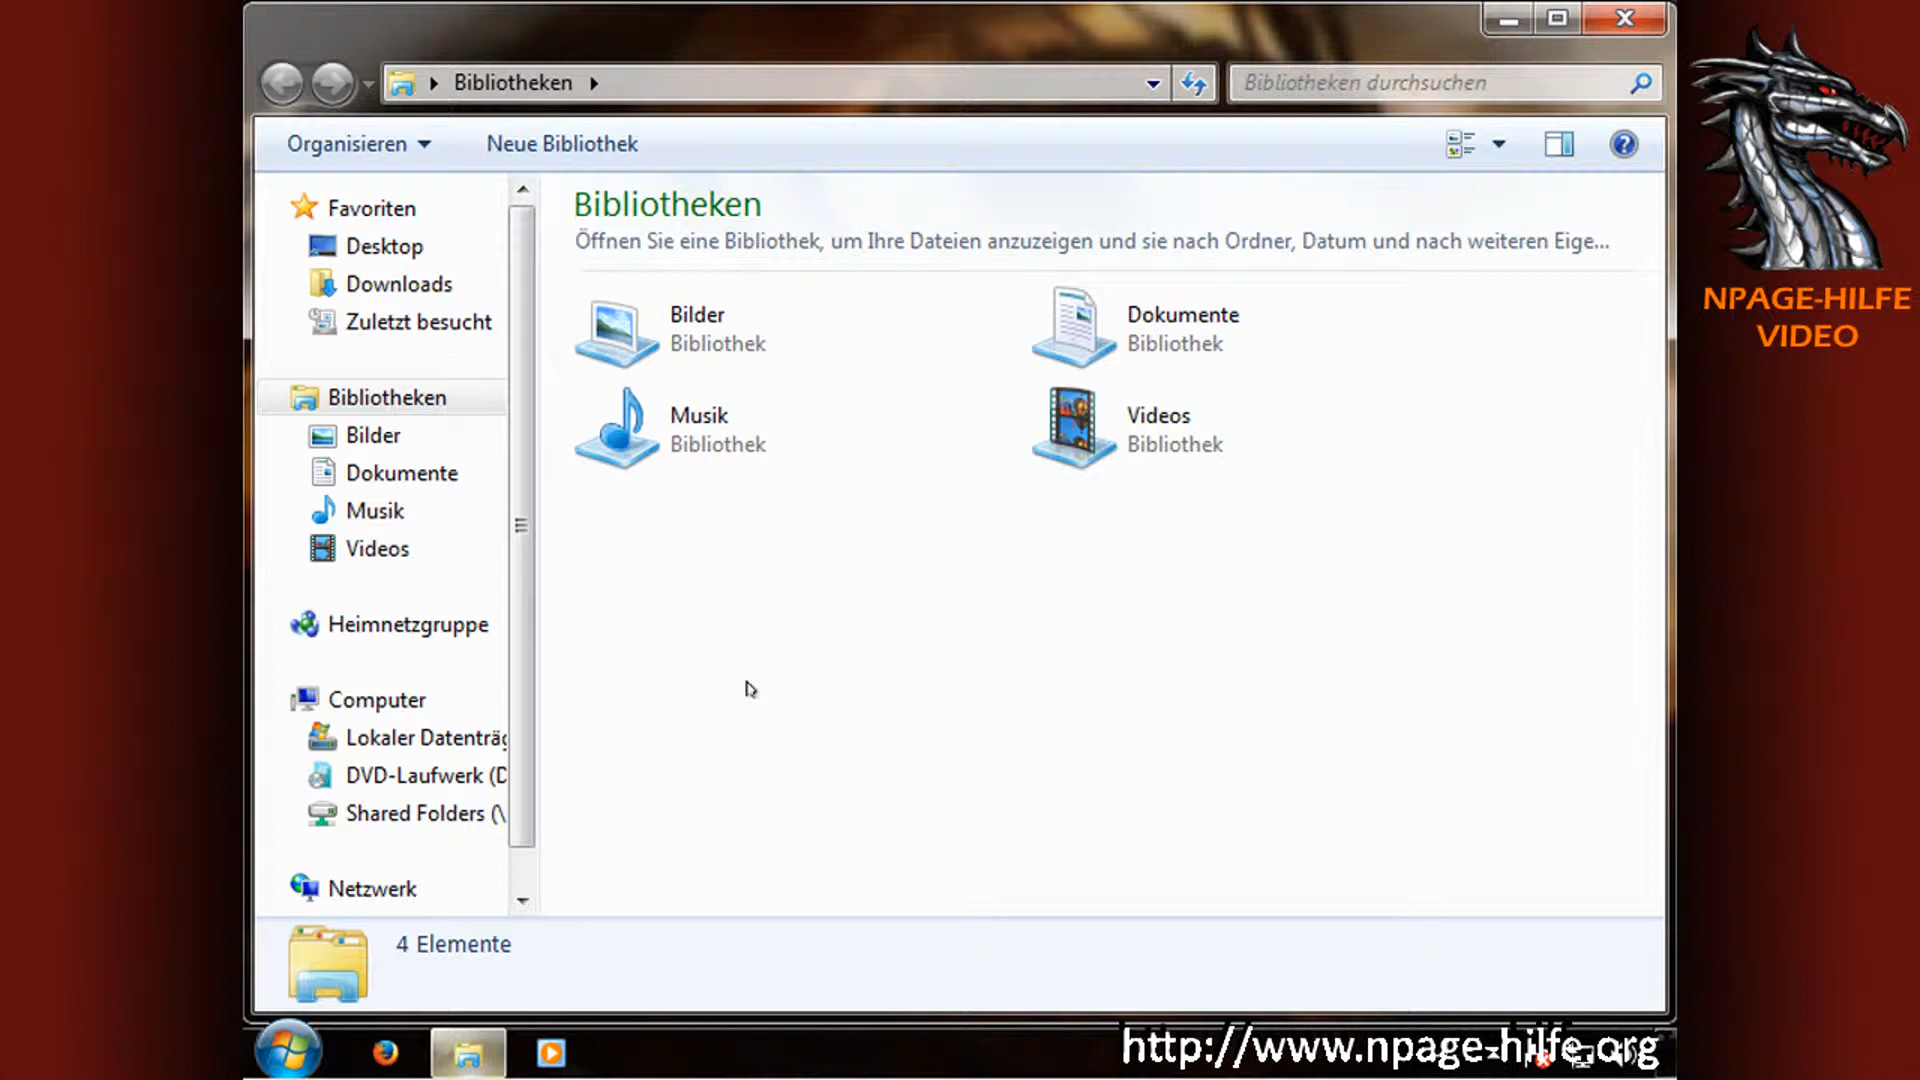 Bibliotheken
Bibliotheken durchsuchen
Organisieren
Neue Bibliothek
Favoriten
Desktop
Downloads
Zuletzt besucht
Bibliotheken
Bilder
Dokumente
Musik
Videos
Heimnetzgruppe
Computer
Lokaler Datenträg
DVD-Laufwerk (D
Shared Folders (\
Netzwerk
Bibliotheken
Öffnen Sie eine Bibliothek, um Ihre Dateien anzuzeigen und sie nach Ordner, Datum und nach weiteren Eige...
Bilder
Bibliothek
Dokumente
Bibliothek
Musik
Bibliothek
Videos
Bibliothek
4 Elemente
NPAGE-HILFE
VIDEO
http://www.npage-hilfe.org